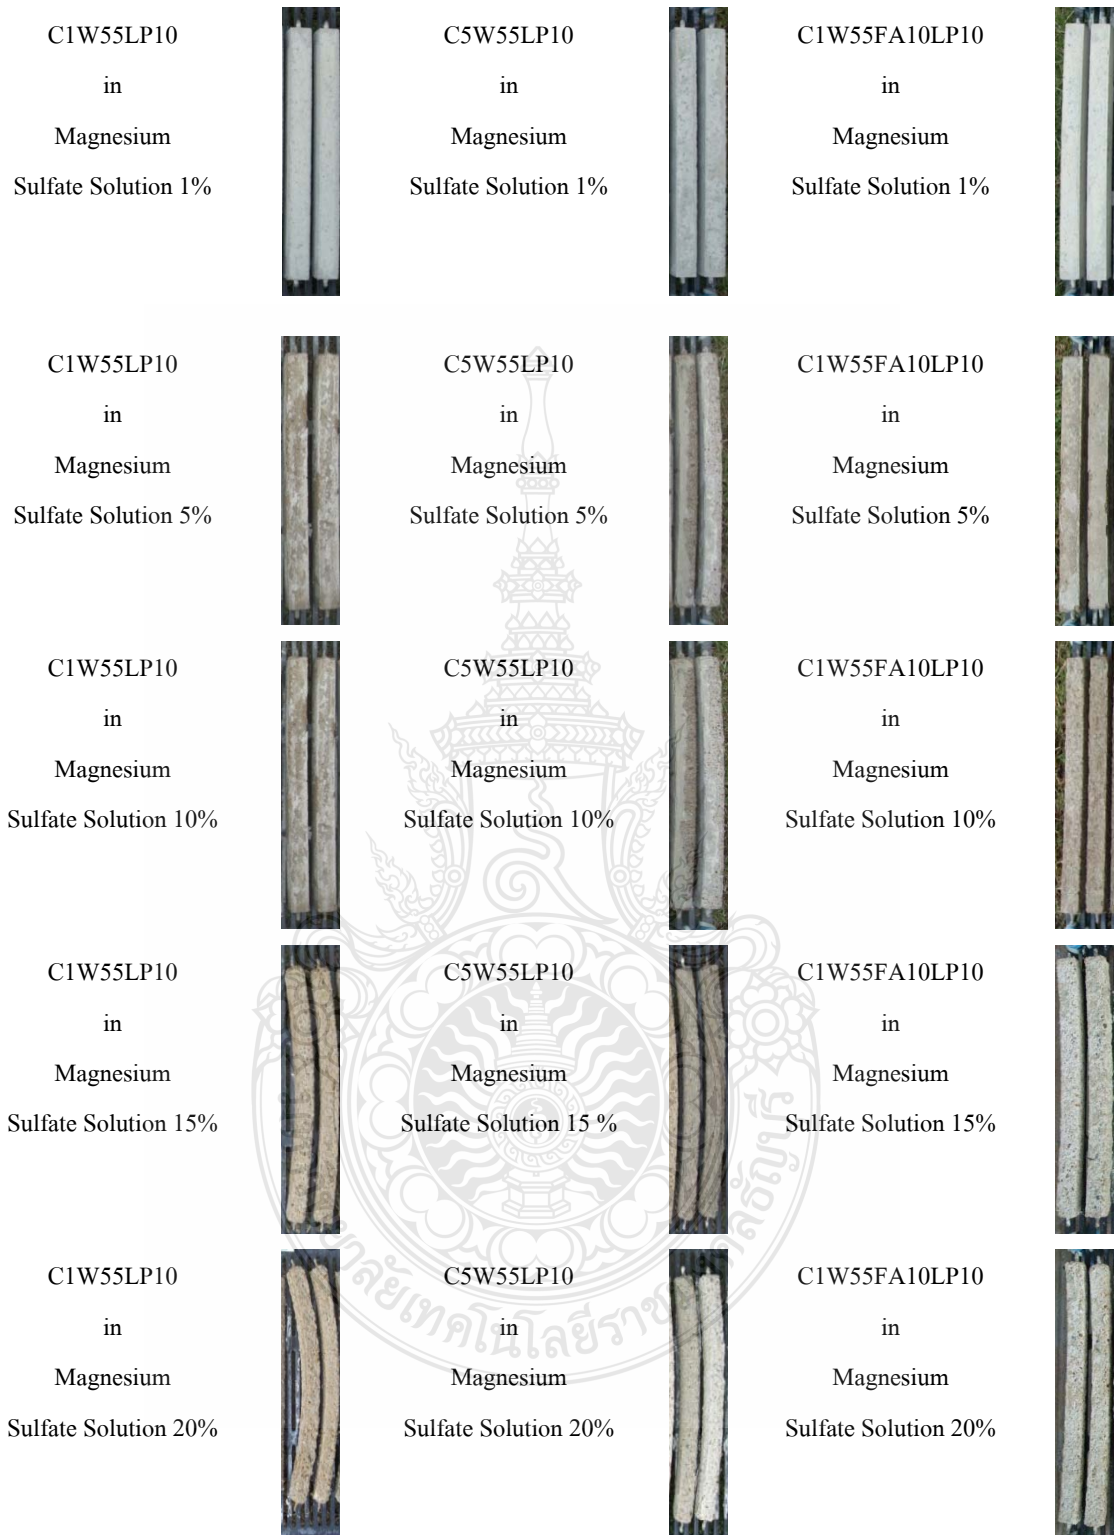 C1W55LP10
in
Magnesium
Sulfate Solution 1%
C5W55LP10
in
Magnesium
Sulfate Solution 1%
C1W55FA10LP10
in
Magnesium
Sulfate Solution 1%
C1W55LP10
in
Magnesium
Sulfate Solution 5%
C5W55LP10
in
Magnesium
Sulfate Solution 5%
C1W55FA10LP10
in
Magnesium
Sulfate Solution 5%
C1W55LP10
in
Magnesium
Sulfate Solution 10%
C5W55LP10
in
Magnesium
Sulfate Solution 10%
C1W55FA10LP10
in
Magnesium
Sulfate Solution 10%
C1W55LP10
in
Magnesium
Sulfate Solution 15%
C5W55LP10
in
Magnesium
Sulfate Solution 15 %
C1W55FA10LP10
in
Magnesium
Sulfate Solution 15%
C1W55LP10
in
Magnesium
Sulfate Solution 20%
C5W55LP10
in
Magnesium
Sulfate Solution 20%
C1W55FA10LP10
in
Magnesium
Sulfate Solution 20%